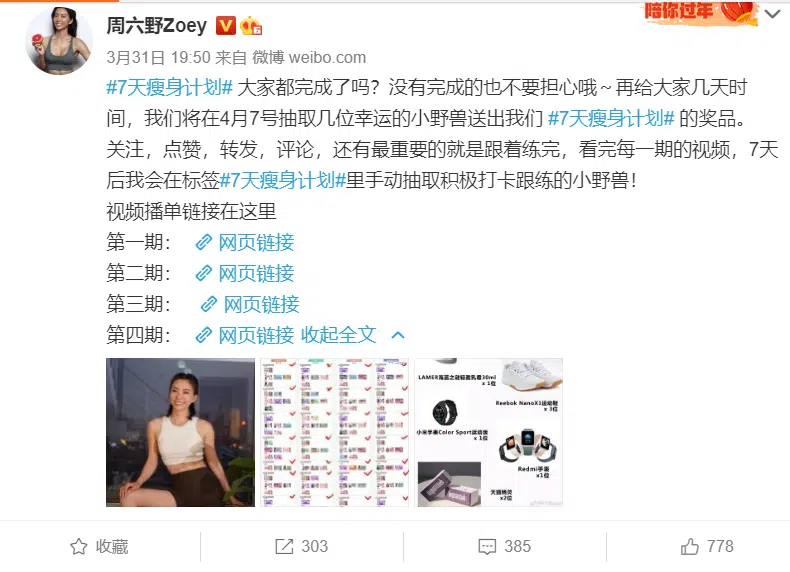 陪你过年
周六野Zoey
3月31日 19:50 来自 微博 weibo.com
#7天瘦身计划# 大家都完成了吗？没有完成的也不要担心哦～再给大家几天时
间，我们将在4月7号抽取几位幸运的小野兽送出我们 #7天瘦身计划# 的奖品。
关注，点赞，转发，评论，还有最重要的就是跟着练完，看完每一期的视频，7天
后我会在标签#7天瘦身计划#里手动抽取积极打卡跟练的小野兽！
视频播单链接在这里
第一期： 网页链接
第二期： 网页链接
第三期： 网页链接
第四期： 网页链接 收起全文
LAMER海蓝之谜轻盈乳霜30ml
x 1位
Reebok NanoX1运动鞋
x 3位
小米手表Color Sport运动版
x 1位
Redmi手表
x1位
天猫精灵
x2位
收藏
303
385
778